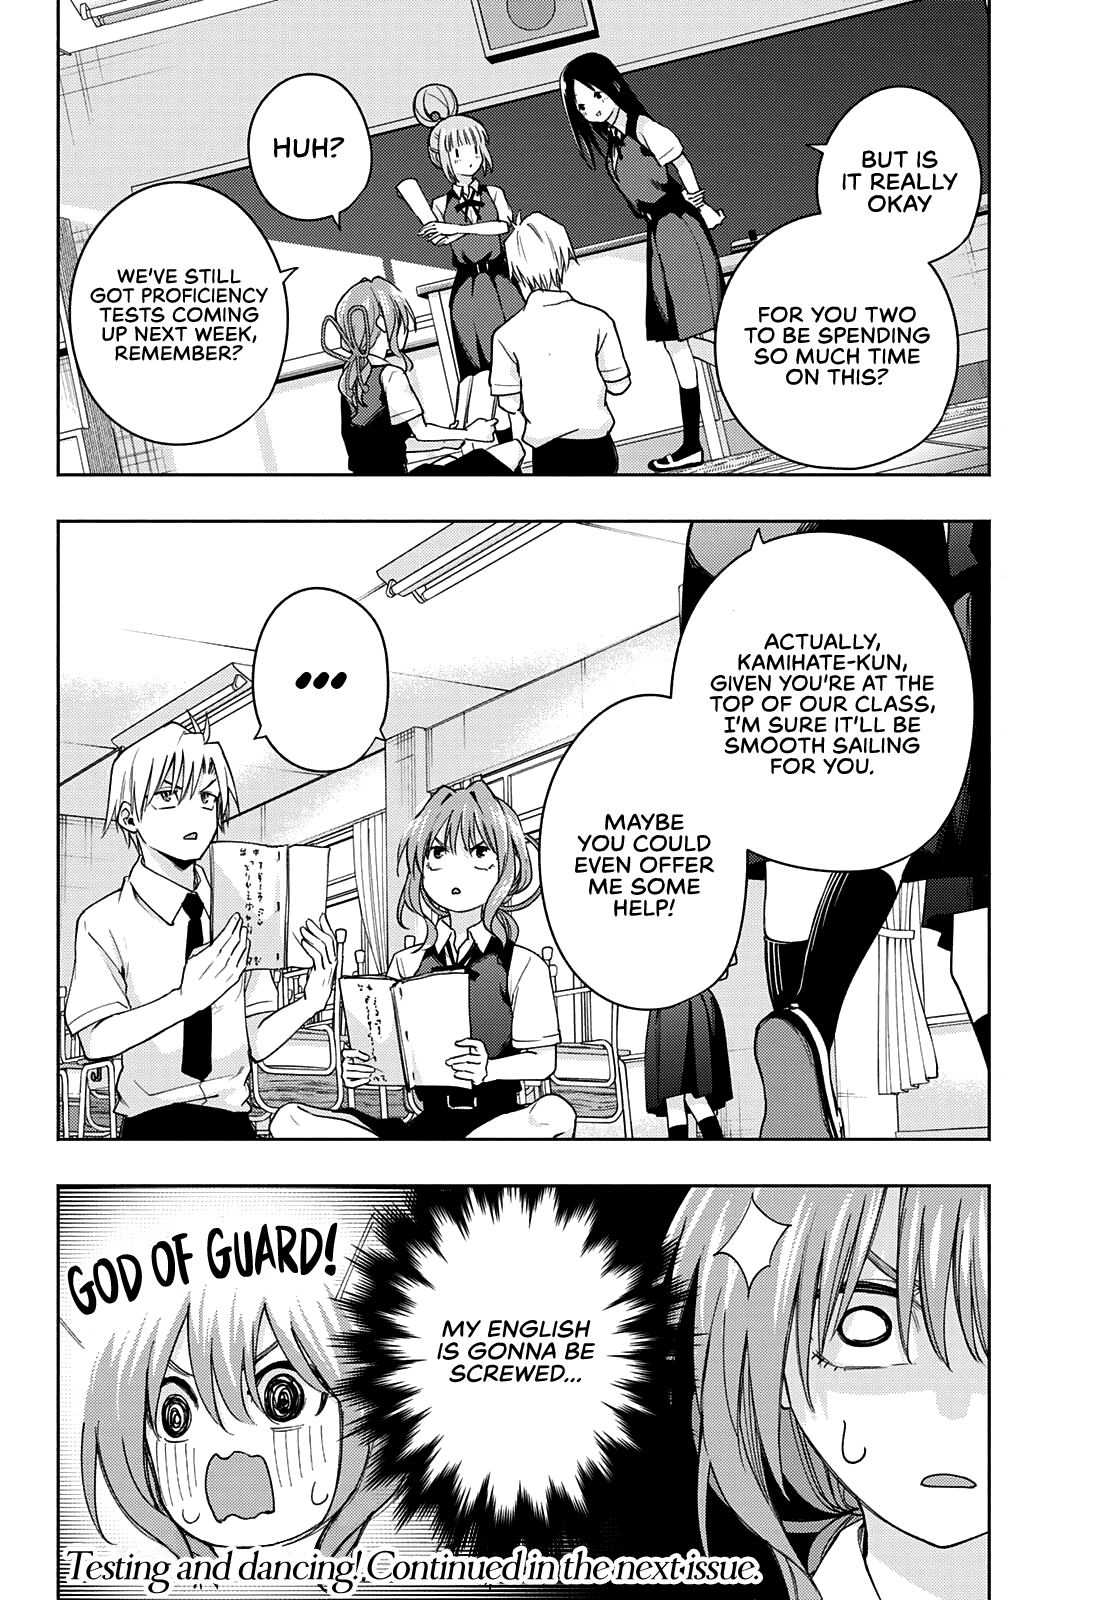 BUT IS
IT REALLY
OKAY
FOR YOU TWO
TO BE SPENDING
SO MUCH TIME
ON THIS?
HUH?
WE'VE STILL
GOT PROFICIENCY
TESTS COMING
UP NEXT WEEK,
REMEMBER?
ACTUALLY,
KAMIHATE-KUN,
GIVEN YOU'RE AT THE
TOP OF OUR CLASS,
I'M SURE IT'LL BE
SMOOTH SAILING
FOR YOU.
MAYBE
YOU COULD
EVEN OFFER
ME SOME
HELP!
...
MY ENGLISH
IS GONNA BE
SCREWED...
GOD OF GUARD!
Testing and dancing! Continued in the next issue.